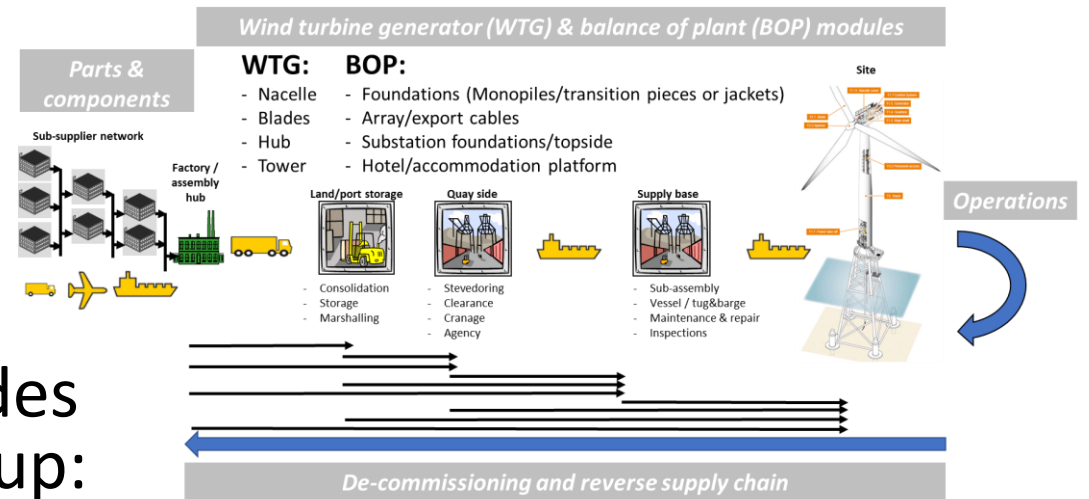 Wind turbine generator (WTG) & balance of plant (BOP) modules
Parts &
components
WTG:
- Nacelle
- Blades
- Hub
- Tower
BOP:
- Foundations (Monopiles/transition pieces or jackets)
- Array/export cables
- Substation foundations/topside
- Hotel/accommodation platform
Site
Sub-supplier network
Factory /
assembly
hub
Land/port storage
- Consolidation
- Storage
- Marshalling
Quay side
- Stevedoring
- Clearance
- Cranage
- Agency
Supply base
- Sub-assembly
- Vessel / tug&barge
- Maintenance & repair
- Inspections
Operations
des
up:
De-commissioning and reverse supply chain